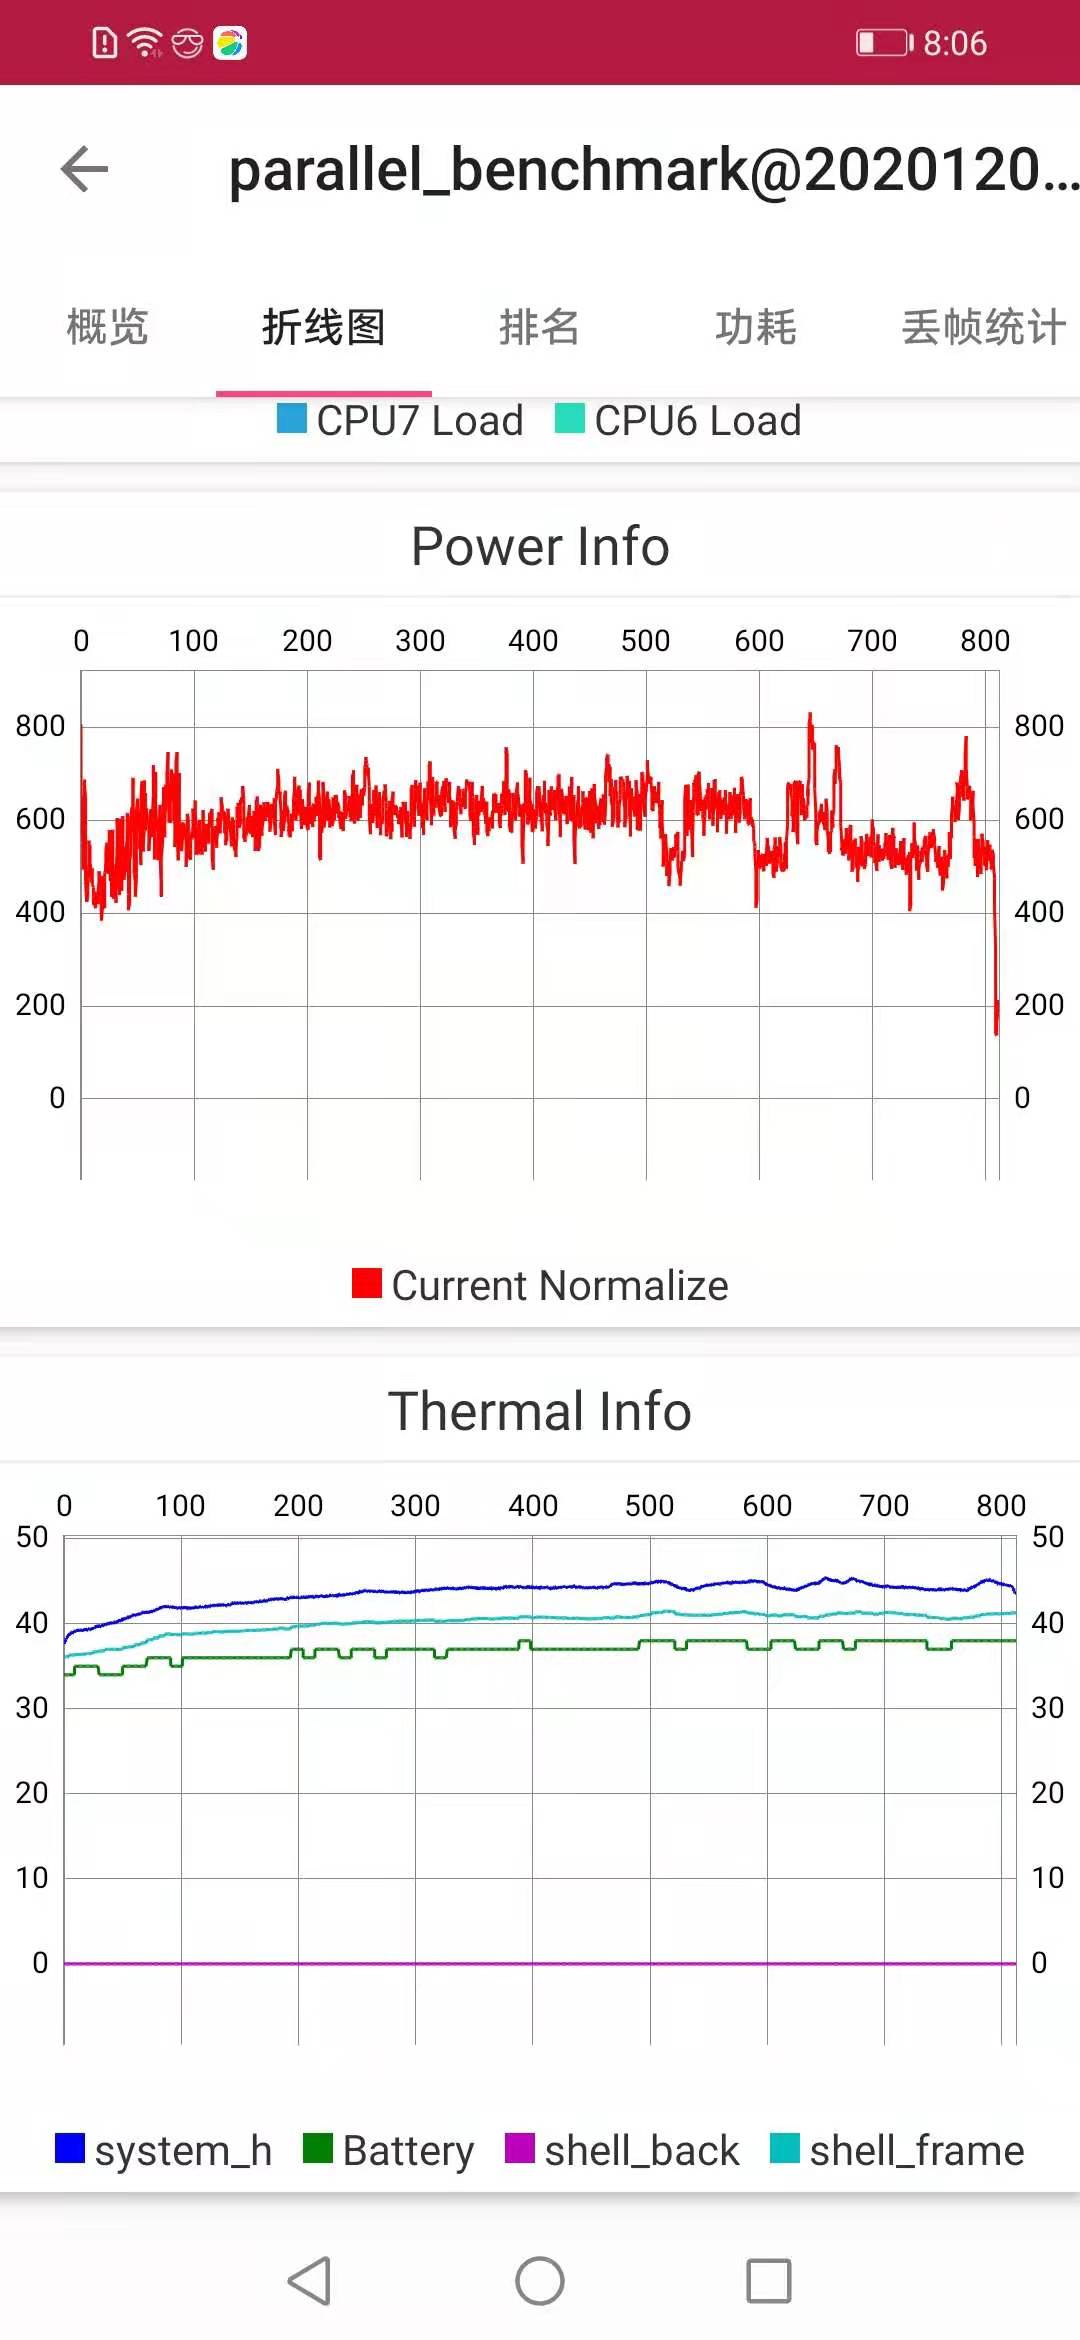 8:06
parallel_benchmark@2020120...
概览 折线图 排名 功耗 丢帧统计
CPU7 Load CPU6 Load
Power Info
0 100 200 300 400 500 600 700 800
800 800
600 600
400 400
200 200
0 0
Current Normalize
Thermal Info
0 100 200 300 400 500 600 700 800
50 50
40 40
30 30
20 20
10 10
0 0
system_h Battery shell_back shell_frame